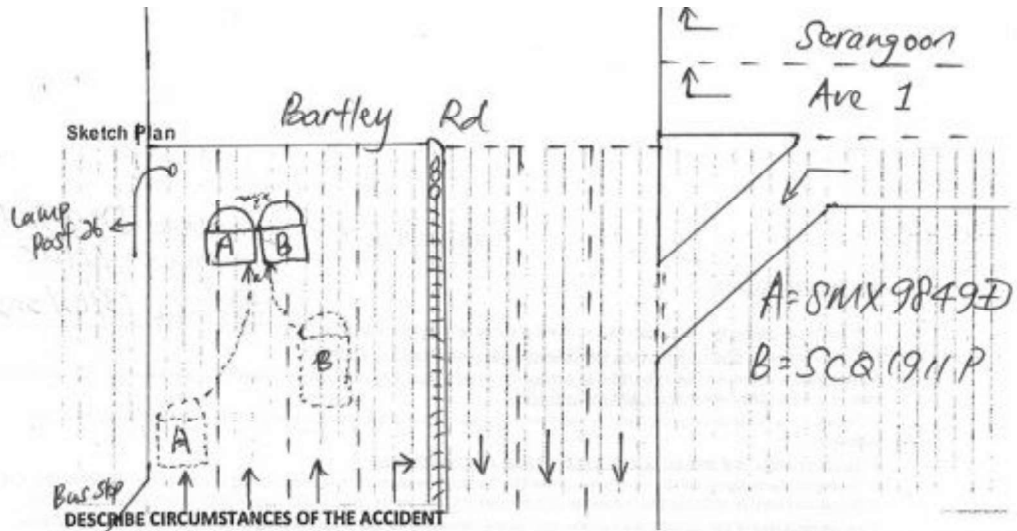 Serangoon
Ave 1
Bartley Rd
Sketch Plan
Lamp
Post 26
A B
B
A
A = SMX9849D
B = SCQ1911P
Bus Stop
DESCRIBE CIRCUMSTANCES OF THE ACCIDENT